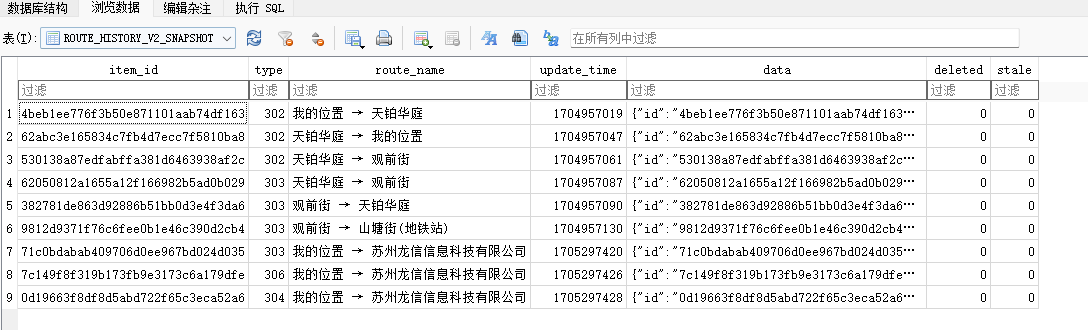 数据库结构 浏览数据 编辑杂注 执行 SQL
表(T): ROUTE_HISTORY_V2_SNAPSHOT 在所有列中过滤
item_id type route_name update_time data deleted stale
过滤 过滤 过滤 过滤 过滤 过滤 过滤
1 4beb1ee776f3b50e871101aab74df163 302 我的位置 → 天铂华庭 1704957019 {"id":"4beb1ee776f3b50e871101aab74df163… 0 0
2 62abc3e165834c7fb4d7ecc7f5810ba8 302 天铂华庭 → 我的位置 1704957047 {"id":"62abc3e165834c7fb4d7ecc7f5810ba8… 0 0
3 530138a87edfabffa381d6463938af2c 302 天铂华庭 → 观前街 1704957061 {"id":"530138a87edfabffa381d6463938af2c… 0 0
4 62050812a1655a12f166982b5ad0b029 303 天铂华庭 → 观前街 1704957087 {"id":"62050812a1655a12f166982b5ad0b029… 0 0
5 382781de863d92886b51bb0d3e4f3da6 303 观前街 → 天铂华庭 1704957090 {"id":"382781de863d92886b51bb0d3e4f3da6… 0 0
6 9812d9371f76c6fee0b1e46c390d2cb4 303 观前街 → 山塘街(地铁站) 1704957130 {"id":"9812d9371f76c6fee0b1e46c390d2cb4… 0 0
7 71c0bdabab409706d0ee967bd024d035 303 我的位置 → 苏州龙信信息科技有限公司 1705297420 {"id":"71c0bdabab409706d0ee967bd024d035… 0 0
8 7c149f8f319b173fb9e3173c6a179dfe 306 我的位置 → 苏州龙信信息科技有限公司 1705297426 {"id":"7c149f8f319b173fb9e3173c6a179dfe… 0 0
9 0d19663f8df8d5abd722f65c3eca52a6 304 我的位置 → 苏州龙信信息科技有限公司 1705297428 {"id":"0d19663f8df8d5abd722f65c3eca52a6… 0 0